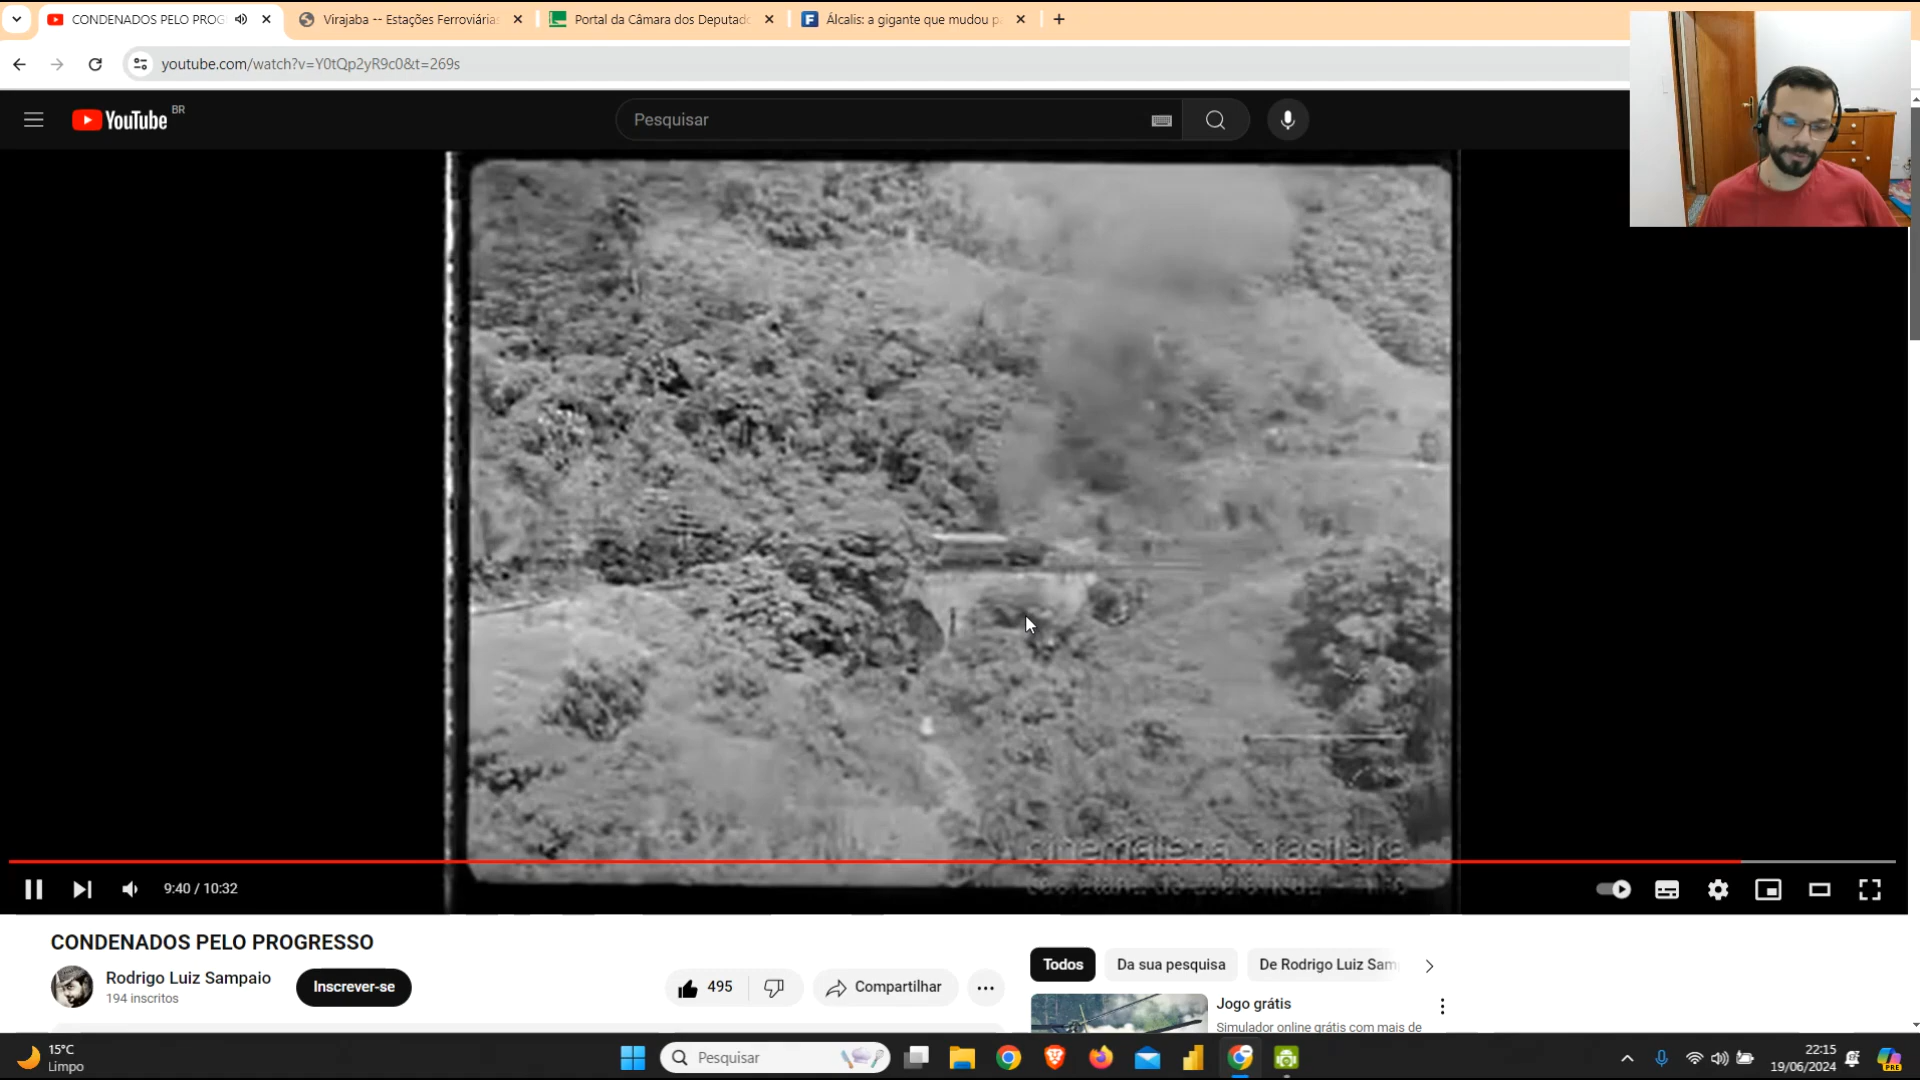 CONDENADOS PELO PROG
Virajaba -- Estações Ferroviárias
Portal da Câmara dos Deputado
Álcalis: a gigante que mudou p
youtube.com/watch?v=Y0tQp2yR9c0&t=269s
YouTube BR
Pesquisar
cinemateca brasileira
9:40 / 10:32
CONDENADOS PELO PROGRESSO
Rodrigo Luiz Sampaio
194 inscritos
Inscrever-se
495
Compartilhar
Todos
Da sua pesquisa
De Rodrigo Luiz Sam
Jogo grátis
Simulador online grátis com mais de
15°C
Limpo
Pesquisar
22:15
19/06/2024
PRE